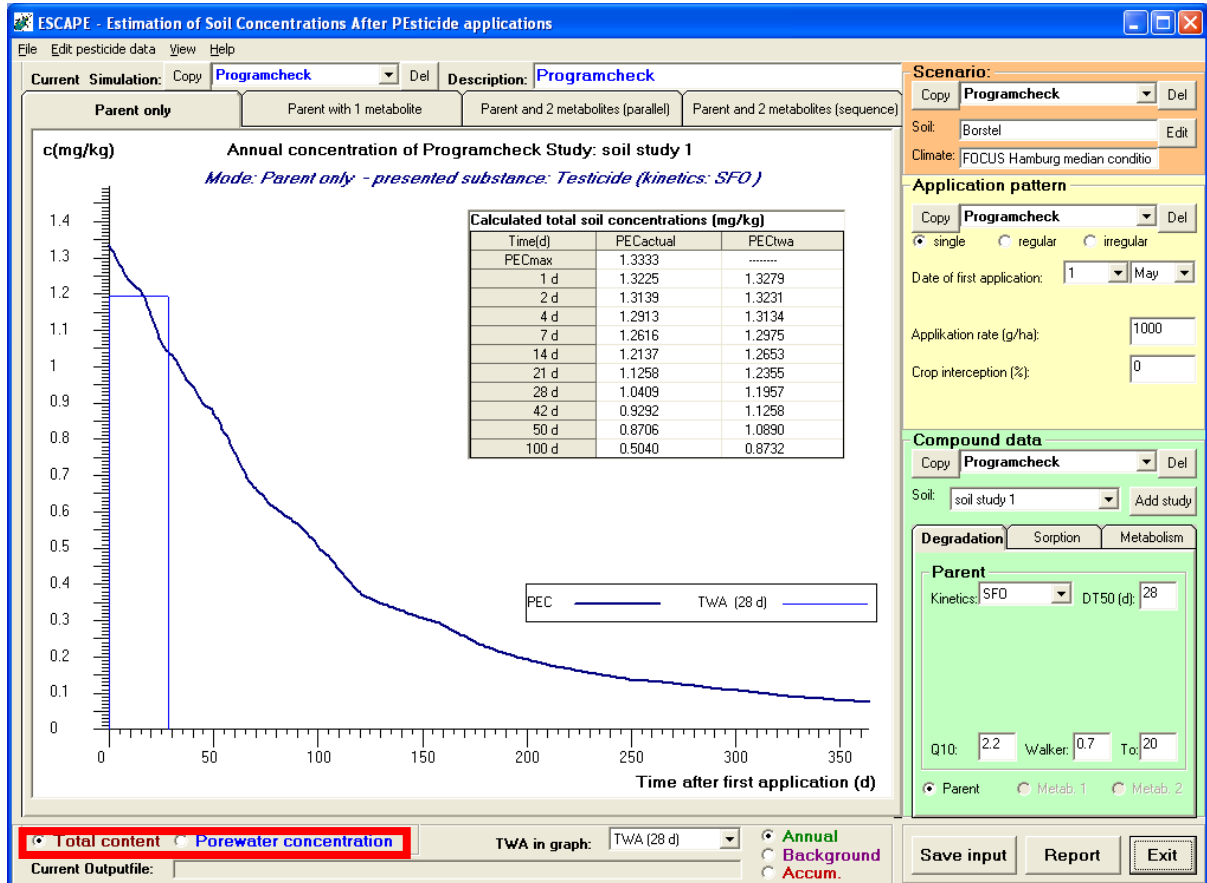 ESCAPE - Estimation of Soil Concentrations After PEsticide applications
File Edit pesticide data View Help
Current Simulation: Copy Programcheck Del Description: Programcheck
Parent only Parent with 1 metabolite Parent and 2 metabolites (parallel) Parent and 2 metabolites (sequence)
c(mg/kg) Annual concentration of Programcheck Study: soil study 1
Mode: Parent only - presented substance: Testicide (kinetics: SFO)
Calculated total soil concentrations (mg/kg)
Time(d) PECactual PECtwa
PECmax 1.3333 --------
1 d 1.3225 1.3279
2 d 1.3139 1.3231
4 d 1.2913 1.3134
7 d 1.2616 1.2975
14 d 1.2137 1.2653
21 d 1.1258 1.2355
28 d 1.0409 1.1957
42 d 0.9292 1.1258
50 d 0.8706 1.0890
100 d 0.5040 0.8732
1.4
1.3
1.2
1.1
1
0.9
0.8
0.7
0.6
0.5
0.4
0.3
0.2
0.1
0
PEC TWA (28 d)
0 50 100 150 200 250 300 350
Time after first application (d)
Total content Porewater concentration
TWA in graph: TWA (28 d)
Annual
Background
Accum.
Current Outputfile:
Scenario:
Copy Programcheck Del
Soil: Borstel Edit
Climate: FOCUS Hamburg median conditio
Application pattern
Copy Programcheck Del
single regular irregular
Date of first application: 1 May
Applikation rate (g/ha): 1000
Crop interception (%): 0
Compound data
Copy Programcheck Del
Soil: soil study 1 Add study
Degradation Sorption Metabolism
Parent
Kinetics: SFO DT50 (d): 28
Q10: 2.2 Walker: 0.7 To: 20
Parent Metab. 1 Metab. 2
Save input Report Exit